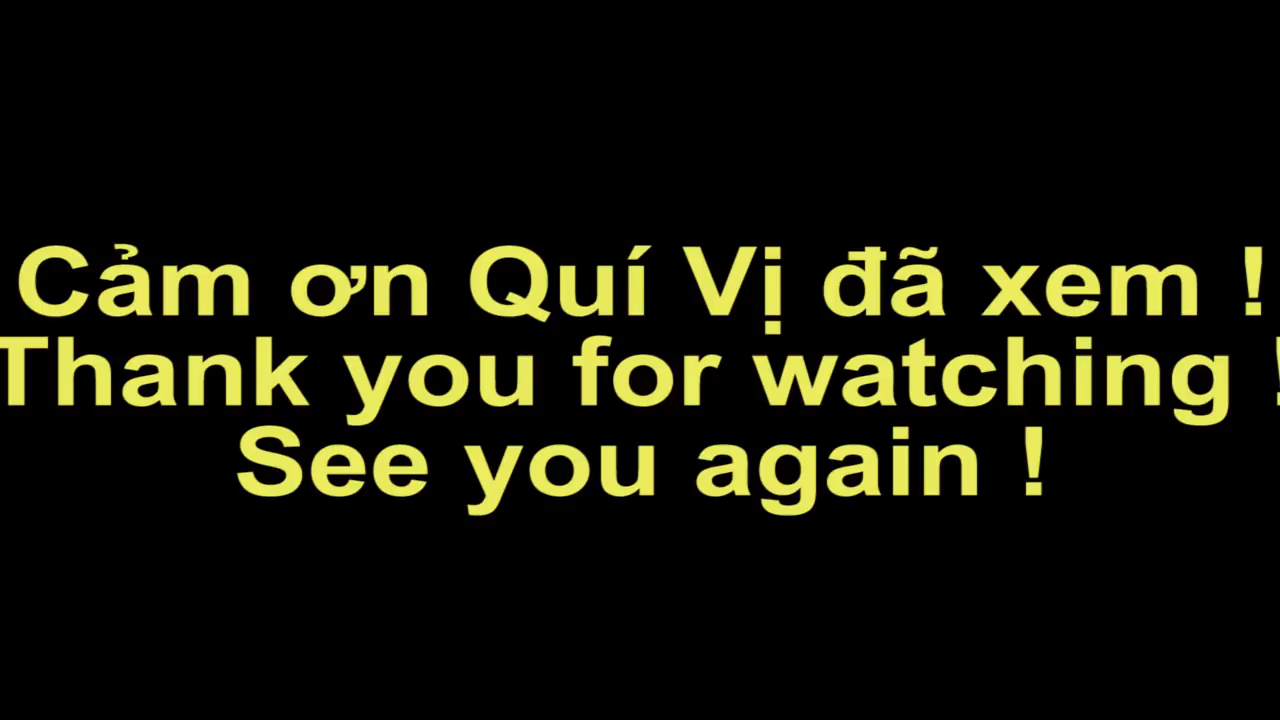 Cảm ơn Quí Vị đã xem !
Thank you for watching !
See you again !